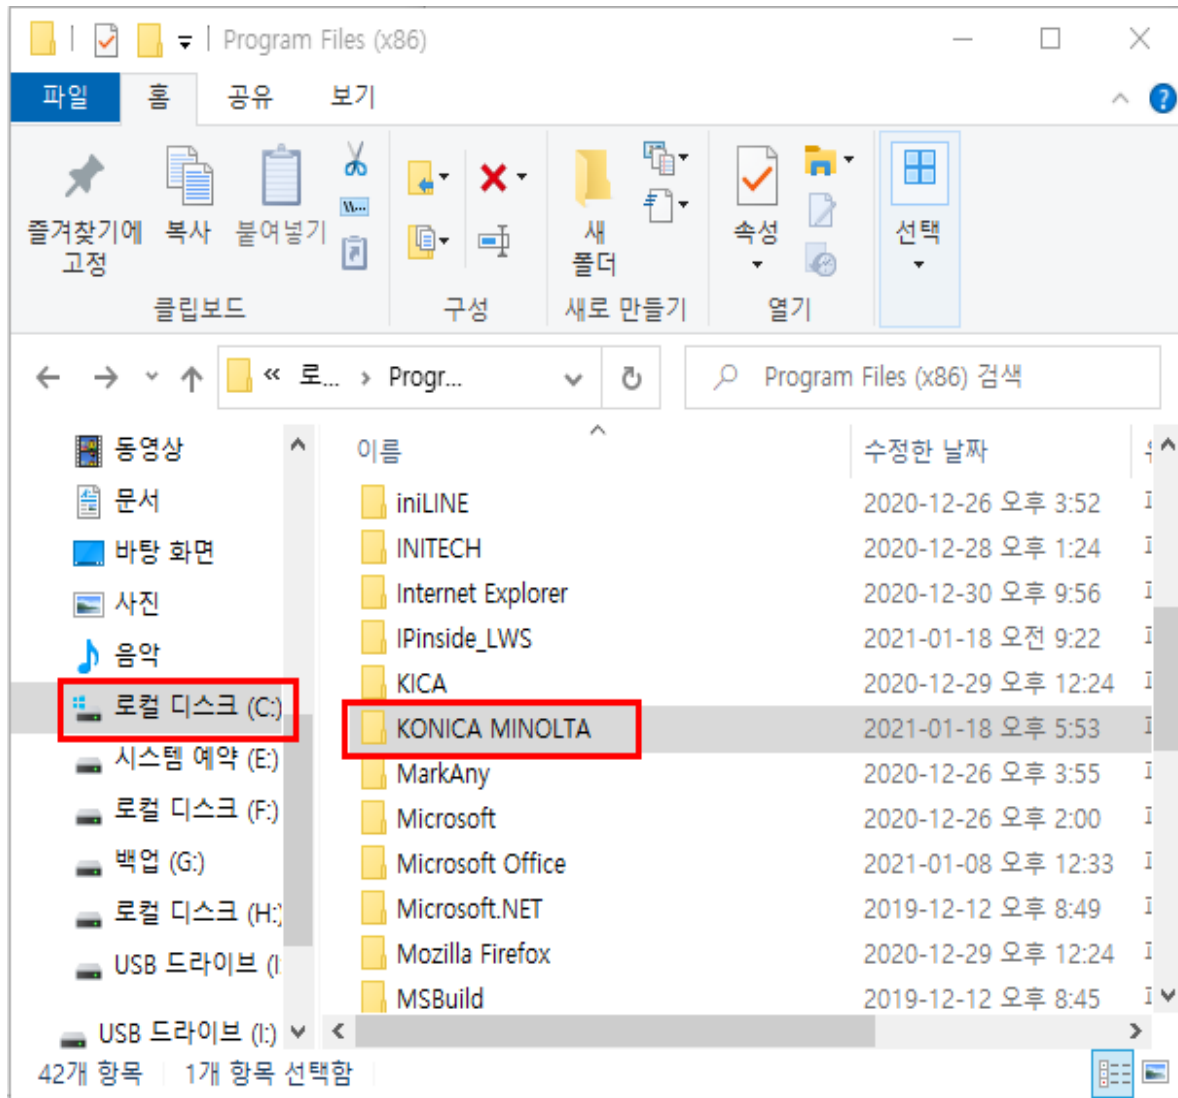 Program Files (x86)
파일 홈 공유 보기
즐겨찾기에 고정 복사 붙여넣기 새 폴더 속성 선택
클립보드 구성 새로 만들기 열기
« 로... › Progr... Program Files (x86) 검색
이름 수정한 날짜
동영상
문서
바탕 화면
사진
음악
로컬 디스크 (C:)
시스템 예약 (E:)
로컬 디스크 (F:)
백업 (G:)
로컬 디스크 (H:)
USB 드라이브 (I:
USB 드라이브 (I:)
iniLINE 2020-12-26 오후 3:52
INITECH 2020-12-28 오후 1:24
Internet Explorer 2020-12-30 오후 9:56
IPinside_LWS 2021-01-18 오전 9:22
KICA 2020-12-29 오후 12:24
KONICA MINOLTA 2021-01-18 오후 5:53
MarkAny 2020-12-26 오후 3:55
Microsoft 2020-12-26 오후 2:00
Microsoft Office 2021-01-08 오후 12:33
Microsoft.NET 2019-12-12 오후 8:49
Mozilla Firefox 2020-12-29 오후 12:24
MSBuild 2019-12-12 오후 8:45
42개 항목 1개 항목 선택함